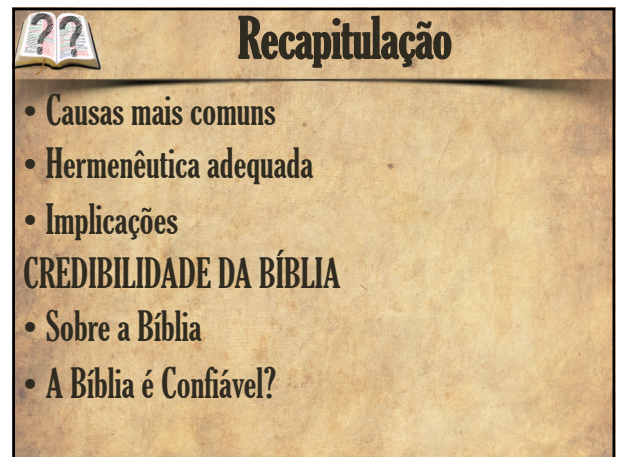 Recapitulação
• Causas mais comuns
• Hermenêutica adequada
• Implicações
CREDIBILIDADE DA BÍBLIA
• Sobre a Bíblia
• A Bíblia é Confiável?